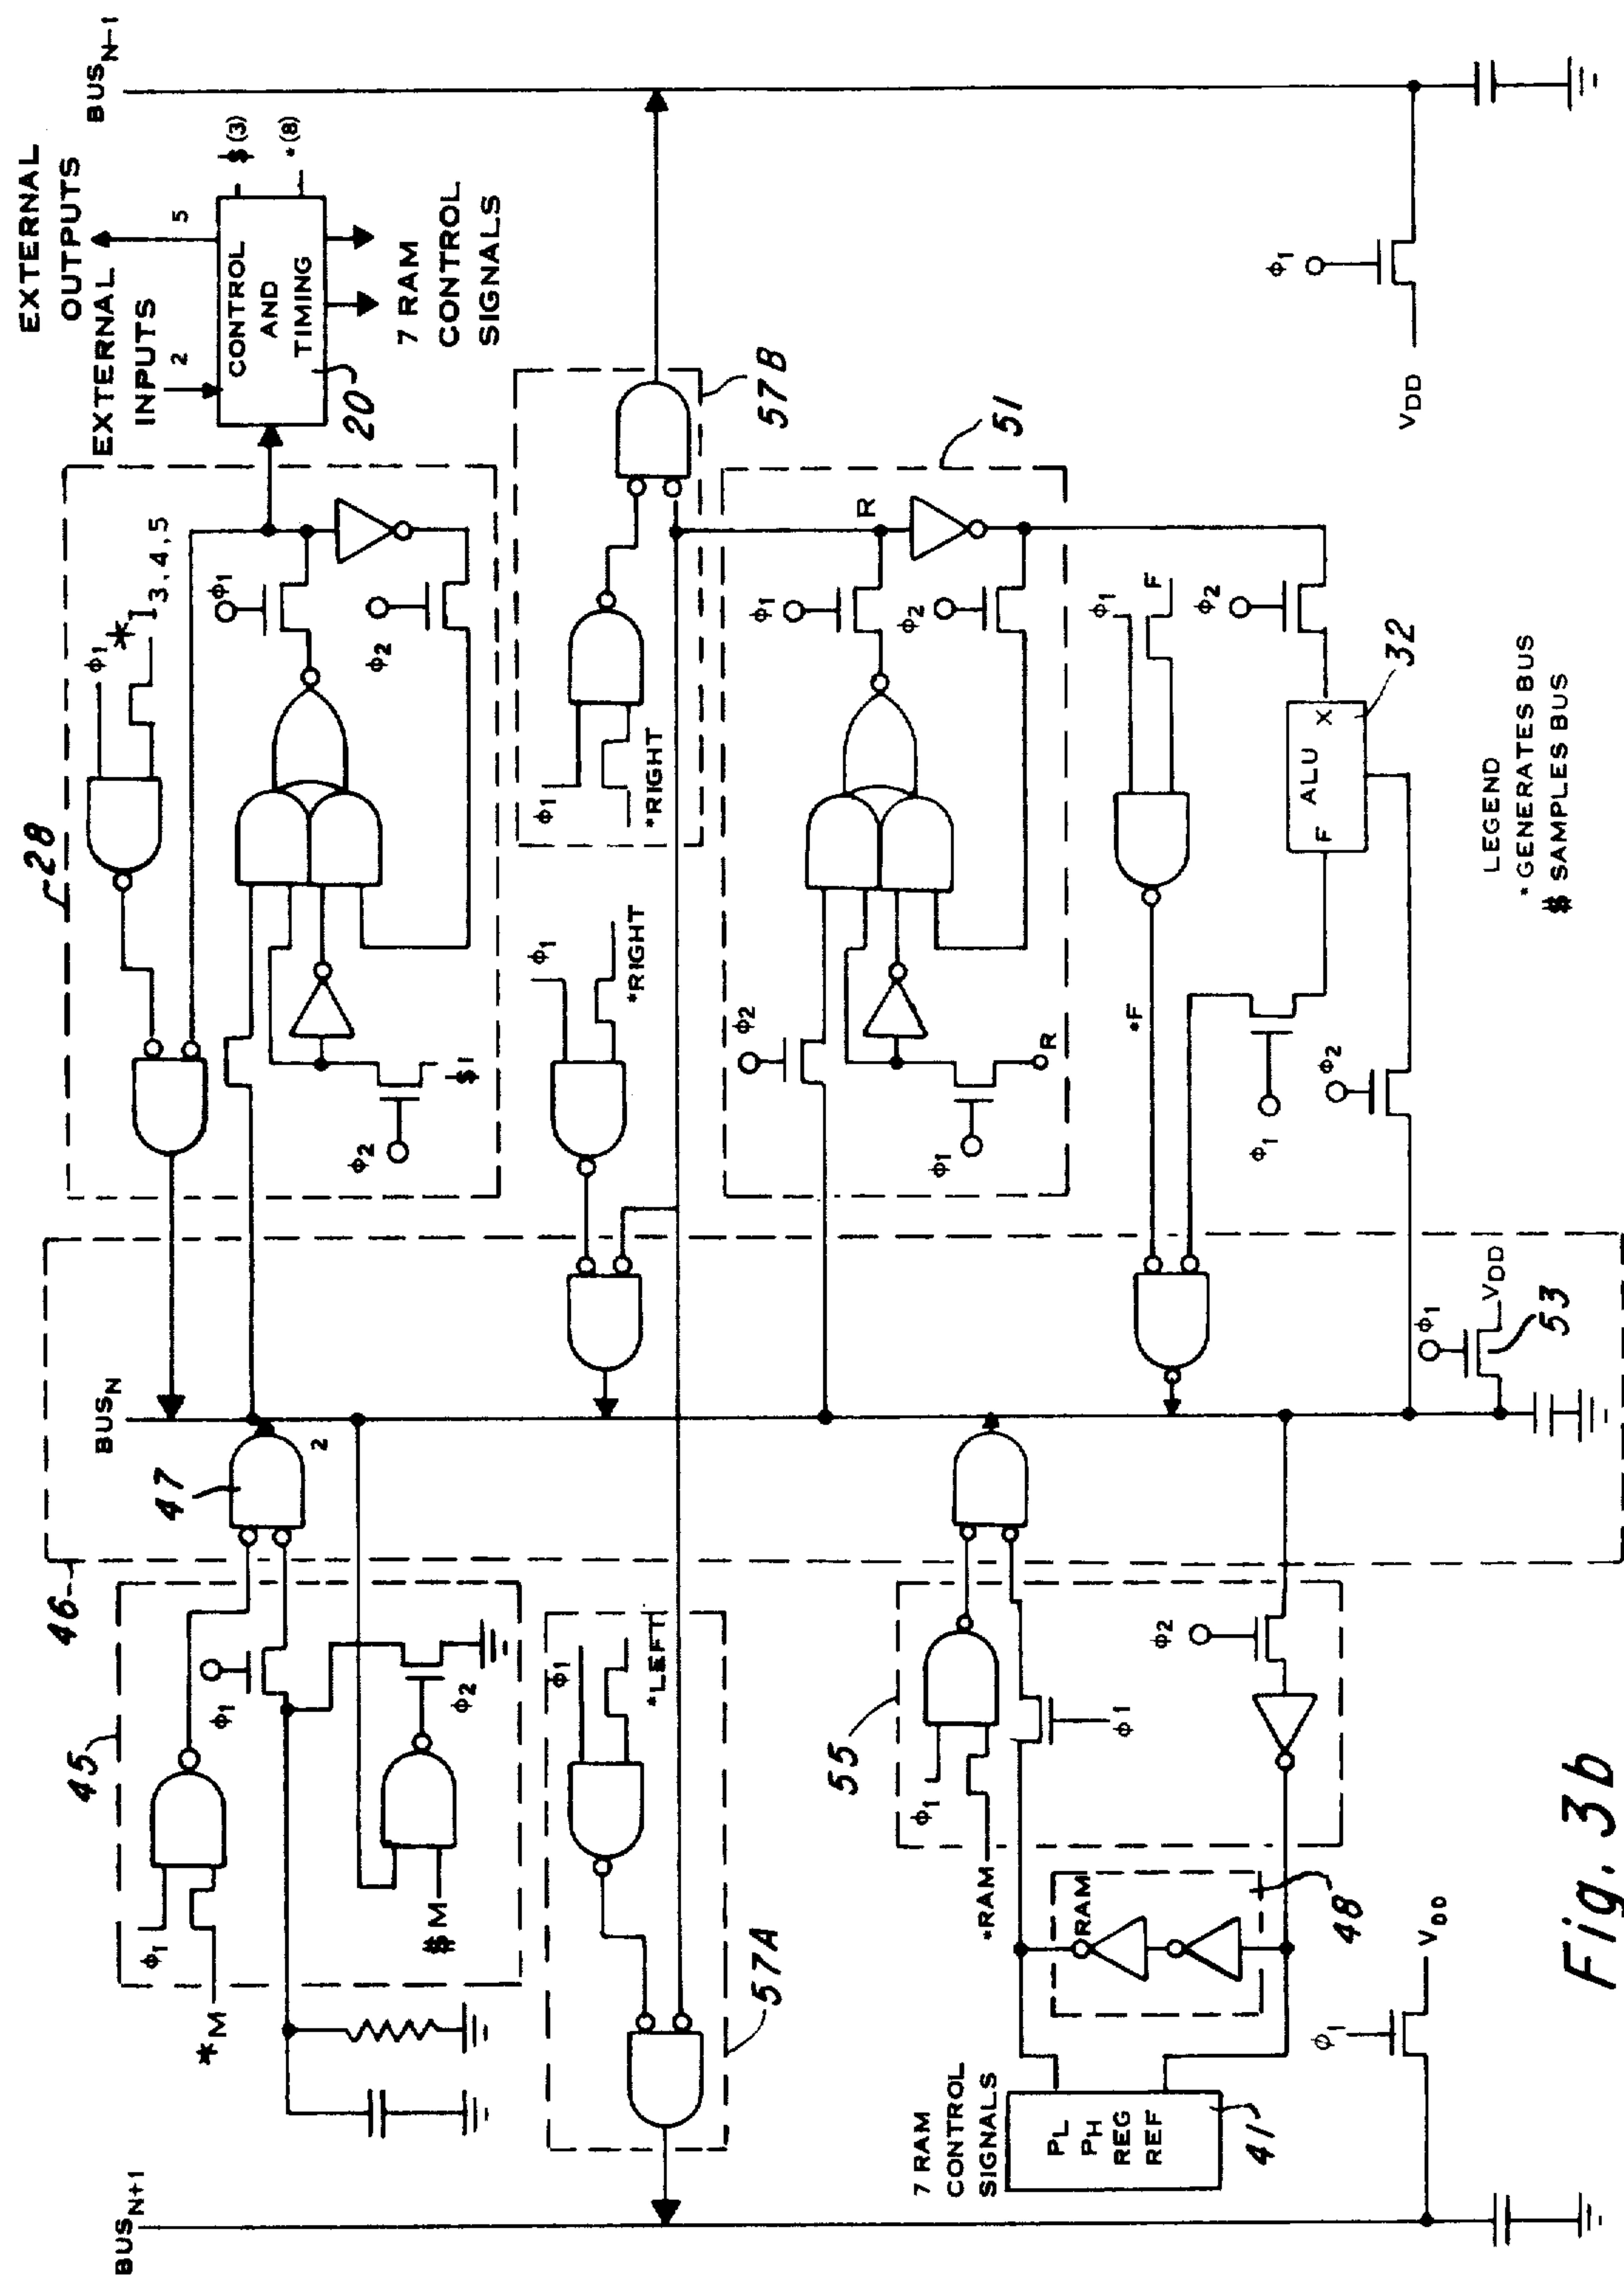 BUS N+1
BUS N
BUS N-1
EXTERNAL
OUTPUTS
EXTERNAL
INPUTS
2
5
CONTROL
AND
TIMING
20
$(3)
*(8)
7 RAM
CONTROL
SIGNALS
28
φ1
*I3,4,5
φ1
φ2
φ2
$I
46
47
2
45
φ1
*M
φ1
φ2
$M
57A
φ1
*LEFT
φ1
*RIGHT
φ1
*RIGHT
57B
51
φ2
φ1
R
φ1
φ2
R
55
φ1
*RAM
φ1
φ2
RAM
48
7 RAM
CONTROL
SIGNALS
PL
PH
REG
REF
41
*F
φ1
F
φ1
φ2
φ2
F ALU X
32
φ1
VDD
53
φ1
VDD
φ1
VDD
LEGEND
*GENERATES BUS
$ SAMPLES BUS
Fig. 3b